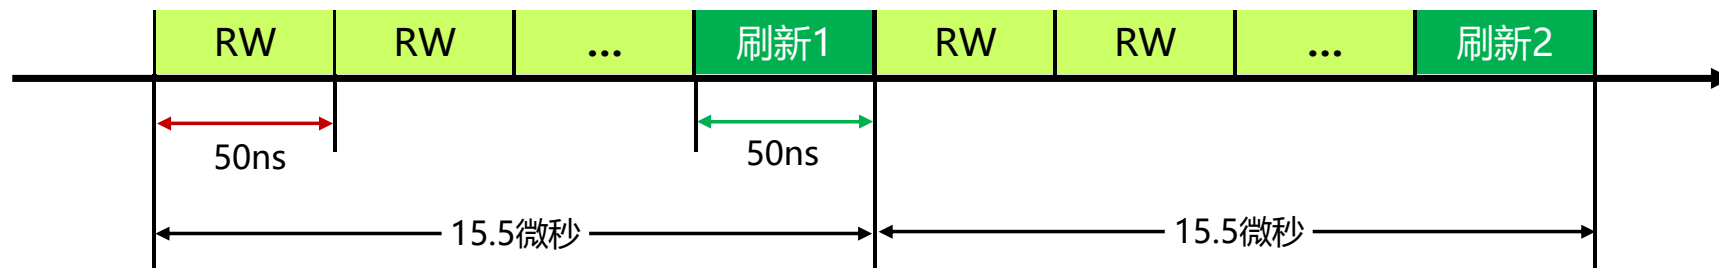 RW RW ... 刷新1 RW RW ... 刷新2
50ns 50ns
15.5微秒 15.5微秒